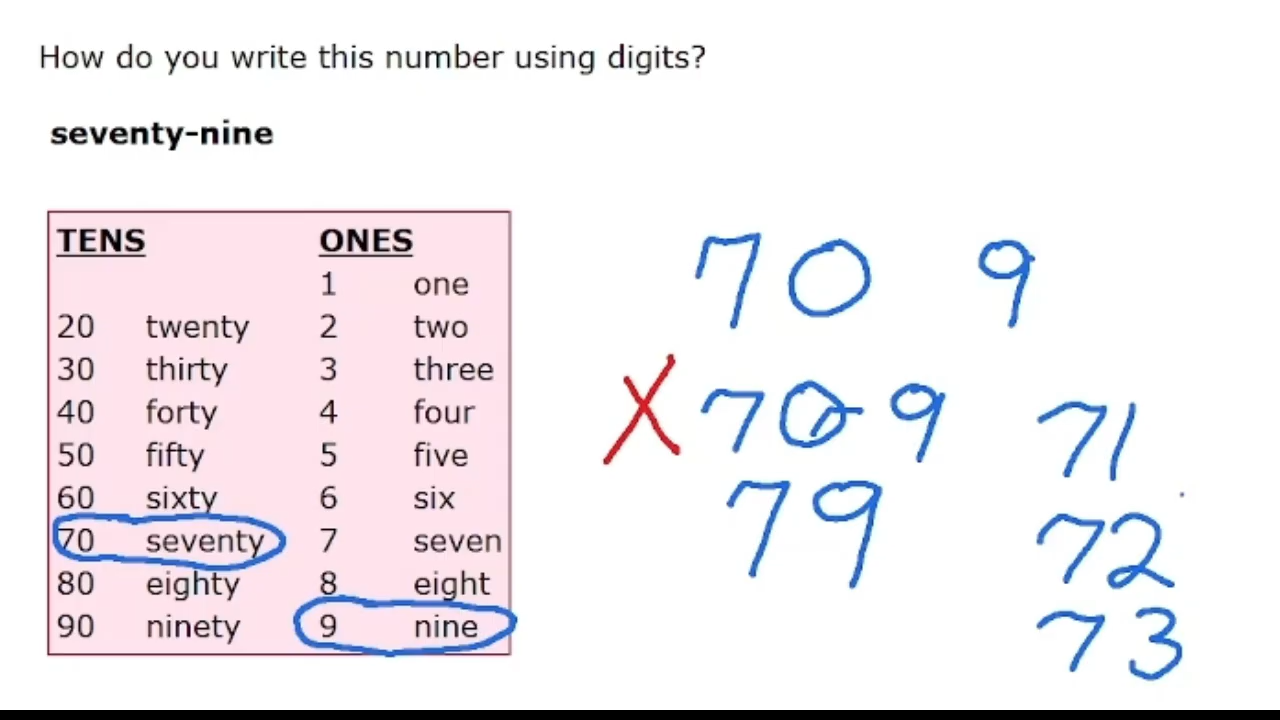 How do you write this number using digits?
seventy-nine
TENS ONES
1 one
20 twenty 2 two
30 thirty 3 three
40 forty 4 four
50 fifty 5 five
60 sixty 6 six
70 seventy 7 seven
80 eighty 8 eight
90 ninety 9 nine
70 9
X 709
79
71
72
73